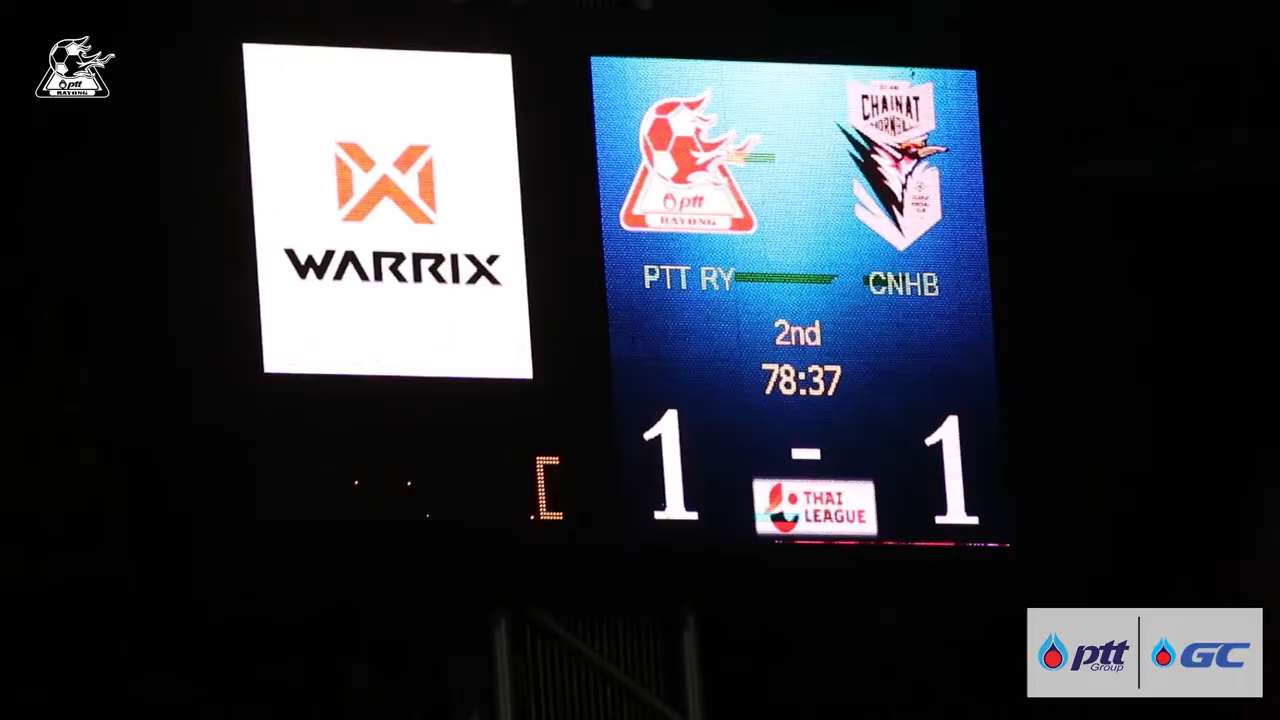 ptt
RAYONG
WARRIX
ptt
RAYONG
CHAINAT
HORNBILL
PTT RY
CNHB
2nd
78:37
1 - 1
THAI
LEAGUE
ptt
Group
GC